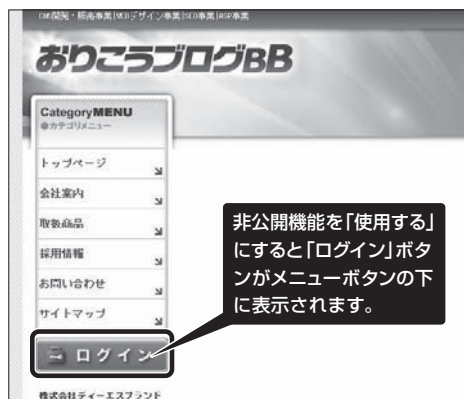 CMS開発・販売事業|WEBデザイン事業|SEO事業|ASP事業
おりこうブログBB
CategoryMENU
●カテゴリメニュー
トップページ
会社案内
取扱商品
採用情報
お問い合わせ
サイトマップ
ログイン
株式会社ディーエスブランド
非公開機能を「使用する」
にすると「ログイン」ボタ
ンがメニューボタンの下
に表示されます。